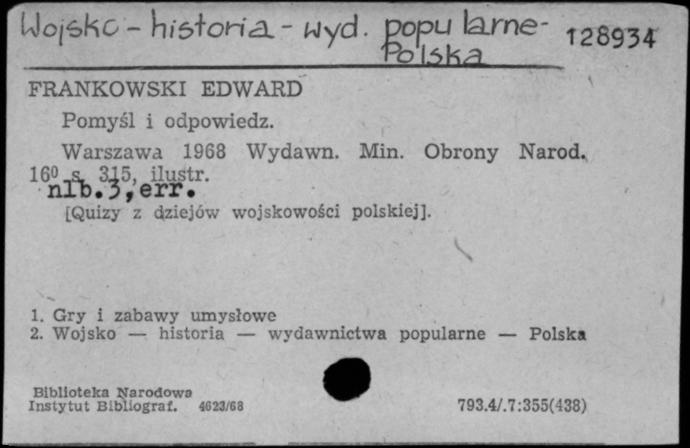 Wojsko - historia - wyd. popularne - 128934
Polska
FRANKOWSKI EDWARD
Pomyśl i odpowiedz.
Warszawa 1968 Wydawn. Min. Obrony Narod.
16⁰ s. 315, ilustr.
nlb.3,err.
[Quizy z dziejów wojskowości polskiej].
1. Gry i zabawy umysłowe
2. Wojsko — historia — wydawnictwa popularne — Polska
Biblioteka Narodowa
Instytut Bibliograf. 4623/68 793.4/.7:355(438)